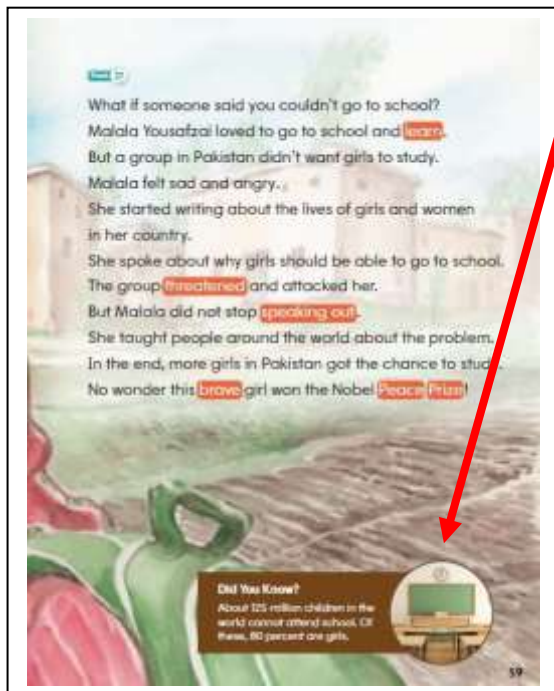 What if someone said you couldn't go to school?
Malala Yousafzai loved to go to school and learn.
But a group in Pakistan didn't want girls to study.
Malala felt sad and angry.
She started writing about the lives of girls and women
in her country.
She spoke about why girls should be able to go to school.
The group threatened and attacked her.
But Malala did not stop speaking out.
She taught people around the world about the problem.
In the end, more girls in Pakistan got the chance to study.
No wonder this brave girl won the Nobel Peace Prize!
Did You Know?
About 125 million children in the
world cannot attend school. Of
these, 80 percent are girls.
59